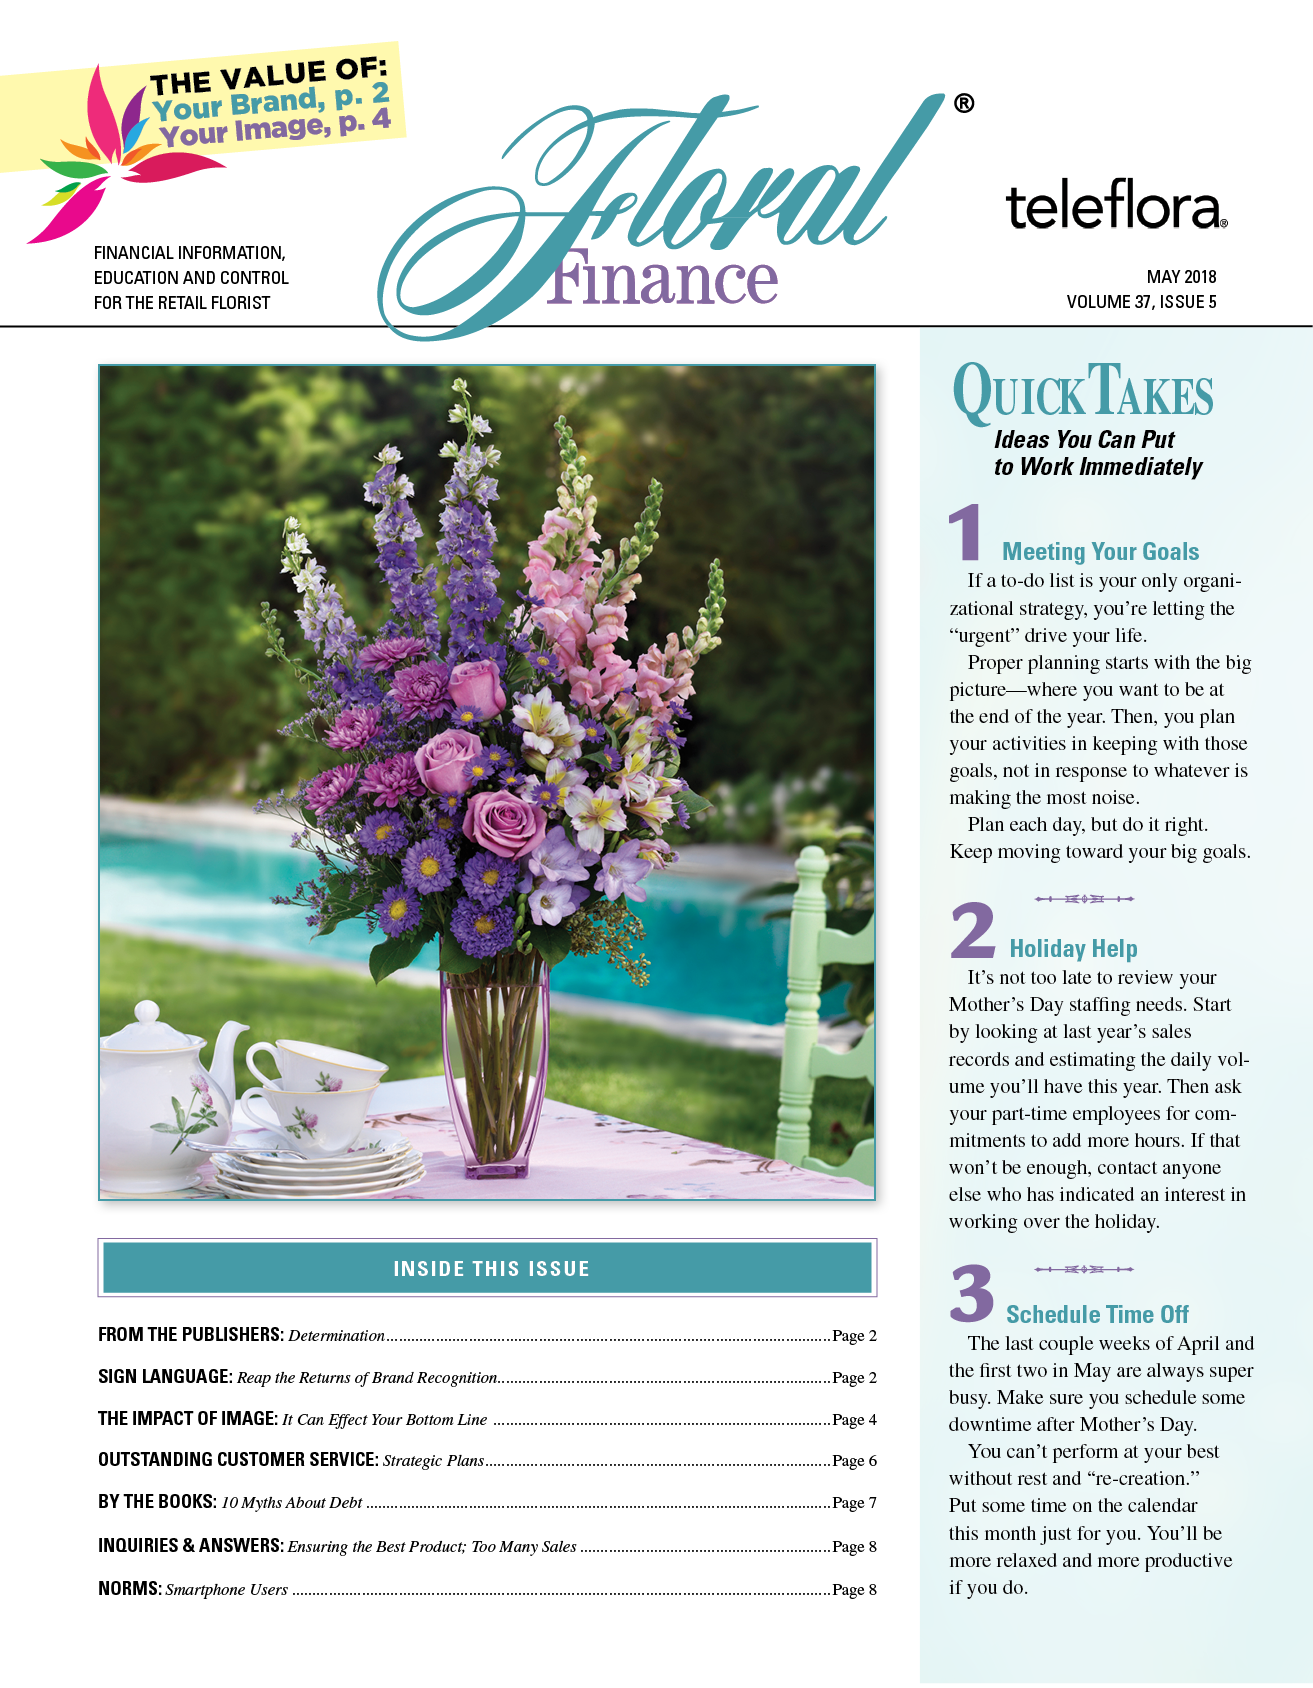 THE VALUE OF:
Your Brand, p. 2
Your Image, p. 4
Floral ®
Finance
teleflora®
FINANCIAL INFORMATION,
EDUCATION AND CONTROL
FOR THE RETAIL FLORIST
MAY 2018
VOLUME 37, ISSUE 5
INSIDE THIS ISSUE
FROM THE PUBLISHERS: Determination Page 2
SIGN LANGUAGE: Reap the Returns of Brand Recognition Page 2
THE IMPACT OF IMAGE: It Can Effect Your Bottom Line Page 4
OUTSTANDING CUSTOMER SERVICE: Strategic Plans Page 6
BY THE BOOKS: 10 Myths About Debt Page 7
INQUIRIES & ANSWERS: Ensuring the Best Product; Too Many Sales Page 8
NORMS: Smartphone Users Page 8
QUICKTAKES
Ideas You Can Put
to Work Immediately
1 Meeting Your Goals
If a to-do list is your only organi-
zational strategy, you're letting the
“urgent” drive your life.
Proper planning starts with the big
picture—where you want to be at
the end of the year. Then, you plan
your activities in keeping with those
goals, not in response to whatever is
making the most noise.
Plan each day, but do it right.
Keep moving toward your big goals.
2 Holiday Help
It’s not too late to review your
Mother’s Day staffing needs. Start
by looking at last year’s sales
records and estimating the daily vol-
ume you’ll have this year. Then ask
your part-time employees for com-
mitments to add more hours. If that
won’t be enough, contact anyone
else who has indicated an interest in
working over the holiday.
3 Schedule Time Off
The last couple weeks of April and
the first two in May are always super
busy. Make sure you schedule some
downtime after Mother’s Day.
You can’t perform at your best
without rest and “re-creation.”
Put some time on the calendar
this month just for you. You’ll be
more relaxed and more productive
if you do.